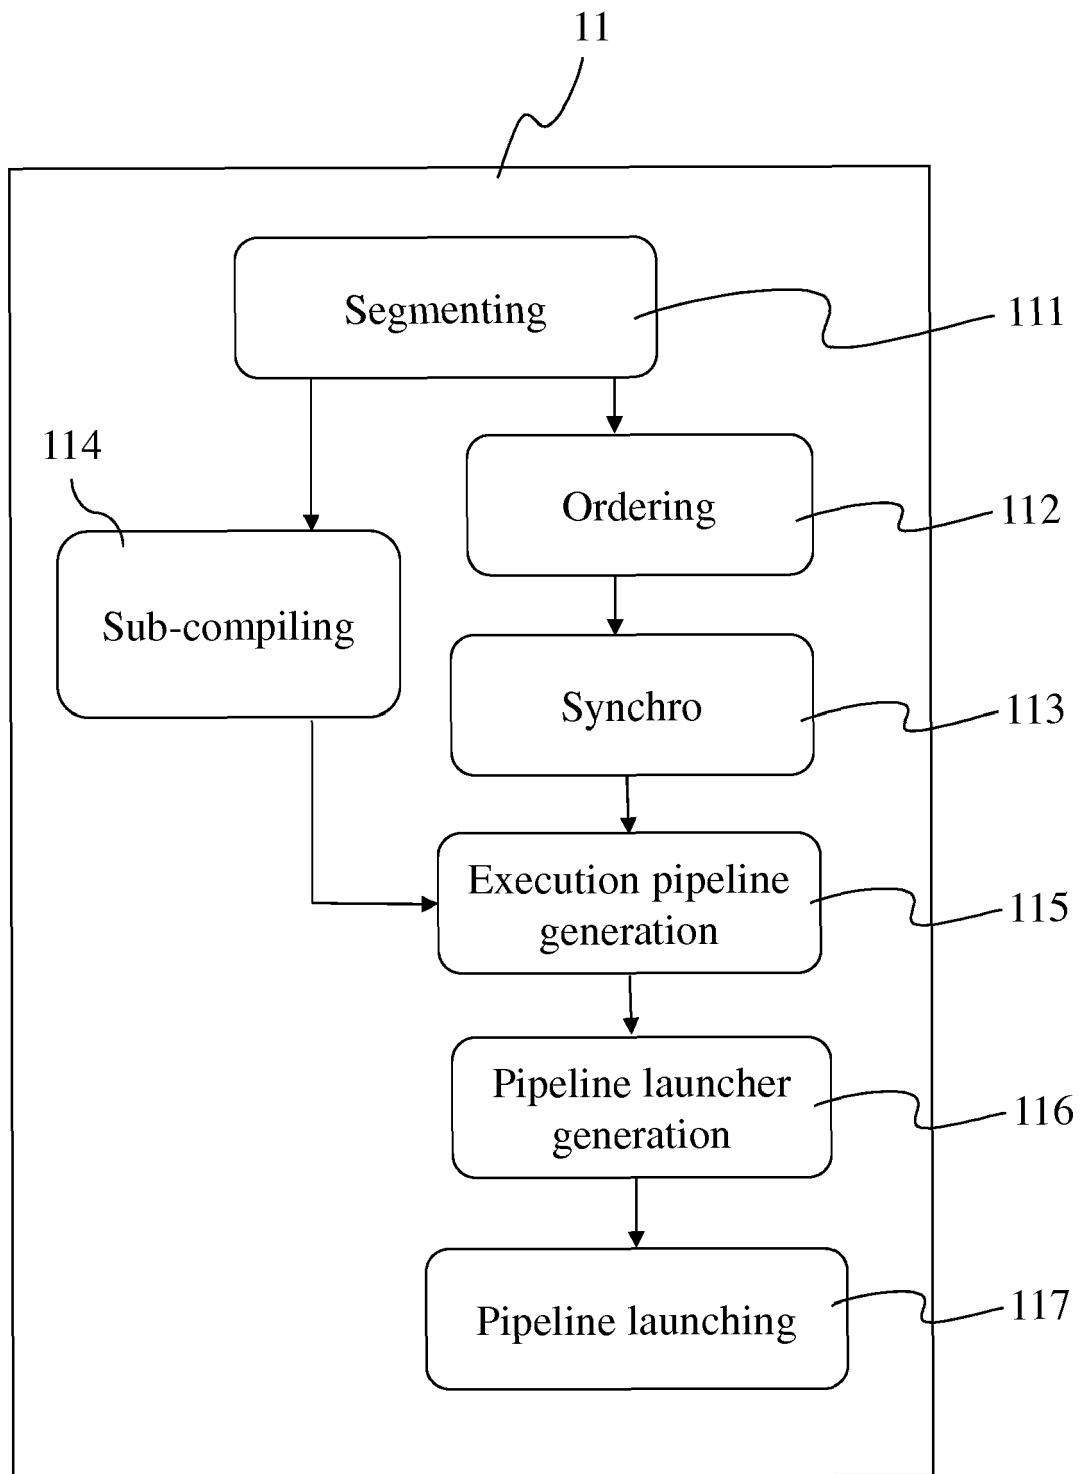 11
Segmenting
111
114
Ordering
112
Sub-compiling
Synchro
113
Execution pipeline
generation
115
Pipeline launcher
generation
116
Pipeline launching
117